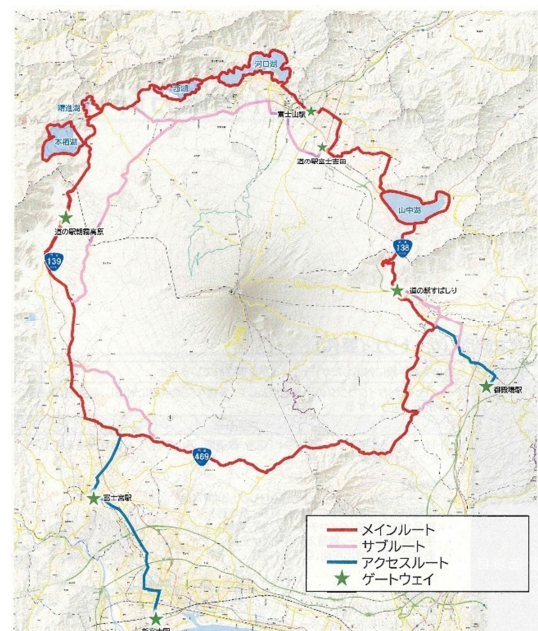 河口湖
西湖
精進湖
富士山駅
本栖湖
道の駅富士吉田
山中湖
道の駅朝霧高原
138
139
道の駅すばしり
御殿場駅
469
富士宮駅
メインルート
サブルート
アクセスルート
ゲートウェイ